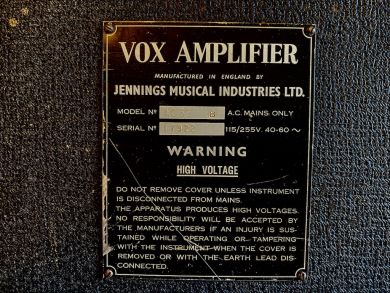 VOX AMPLIFIER
MANUFACTURED IN ENGLAND BY
JENNINGS MUSICAL INDUSTRIES LTD.
MODEL Nº B A.C. MAINS ONLY
SERIAL Nº 115/255V. 40-60 ~
WARNING
HIGH VOLTAGE
DO NOT REMOVE COVER UNLESS INSTRUMENT
IS DISCONNECTED FROM MAINS.
THE APPARATUS PRODUCES HIGH VOLTAGES
NO RESPONSIBILITY WILL BE ACCEPTED BY
THE MANUFACTURERS IF AN INJURY IS SUS-
TAINED WHILE OPERATING OR TAMPERING
WITH THE INSTRUMENT WHEN THE COVER IS
REMOVED OR WITH THE EARTH LEAD DIS-
CONNECTED.